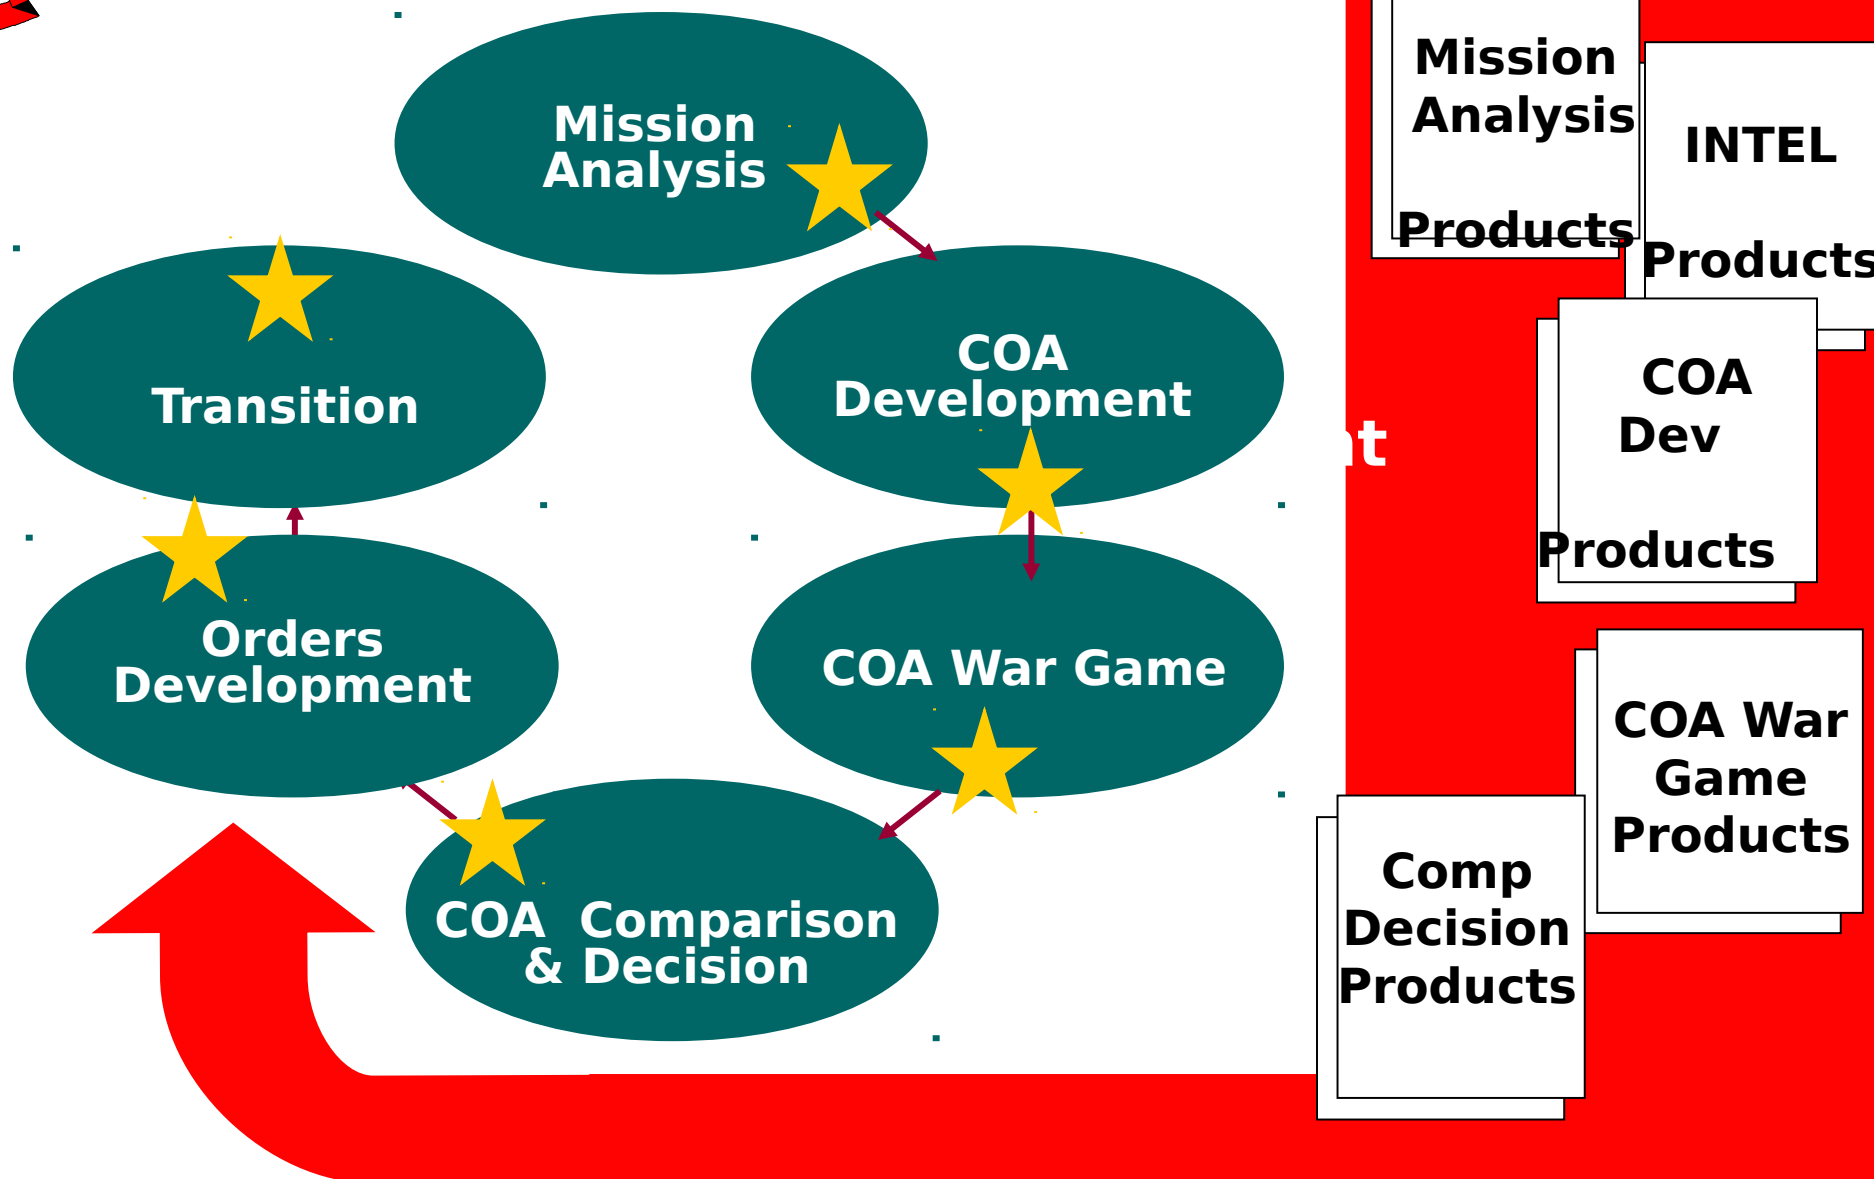 Mission
Analysis
Transition
COA
Development
Orders
Development
COA War Game
COA  Comparison
& Decision
Mission
Analysis
Products
INTEL
Products
COA
Dev
Products
COA War
Game
Products
Comp
Decision
Products